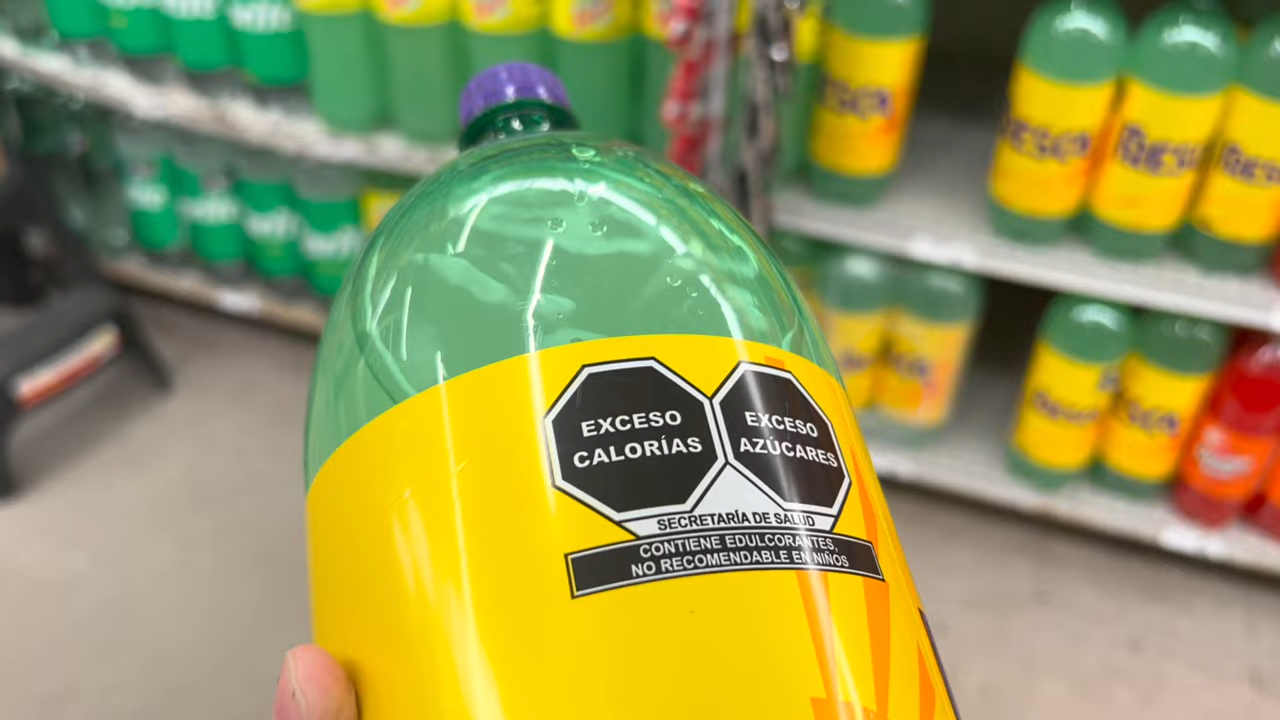 EXCESO
CALORÍAS
EXCESO
AZÚCARES
SECRETARÍA DE SALUD
CONTIENE EDULCORANTES,
NO RECOMENDABLE EN NIÑOS